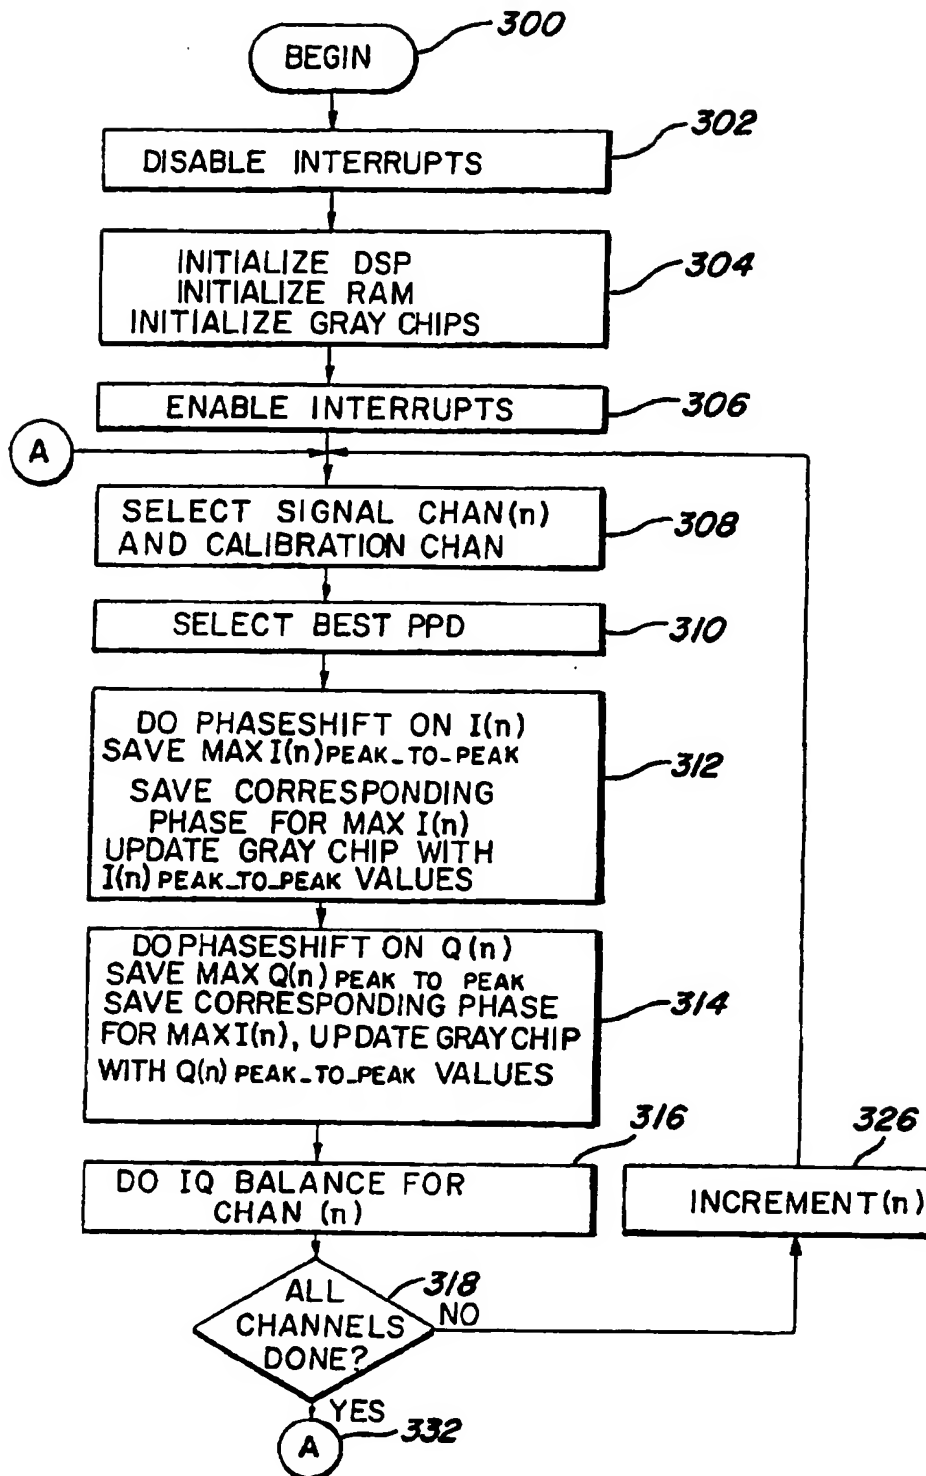 300
BEGIN
302
DISABLE INTERRUPTS
304
INITIALIZE DSP
INITIALIZE RAM
INITIALIZE GRAY CHIPS
ENABLE INTERRUPTS
306
A
SELECT SIGNAL CHAN(n)
AND CALIBRATION CHAN
308
SELECT BEST PPD
310
DO PHASESHIFT ON I(n)
SAVE MAX I(n) PEAK_TO-PEAK
SAVE CORRESPONDING
PHASE FOR MAX I(n)
UPDATE GRAY CHIP WITH
I(n) PEAK_TO_PEAK VALUES
312
DO PHASESHIFT ON Q(n)
SAVE MAX Q(n) PEAK TO PEAK
SAVE CORRESPONDING PHASE
FOR MAX I(n), UPDATE GRAY CHIP
WITH Q(n) PEAK_TO_PEAK VALUES
314
316
DO IQ BALANCE FOR
CHAN (n)
326
INCREMENT(n)
318
ALL
CHANNELS
DONE?
NO
YES
A
332